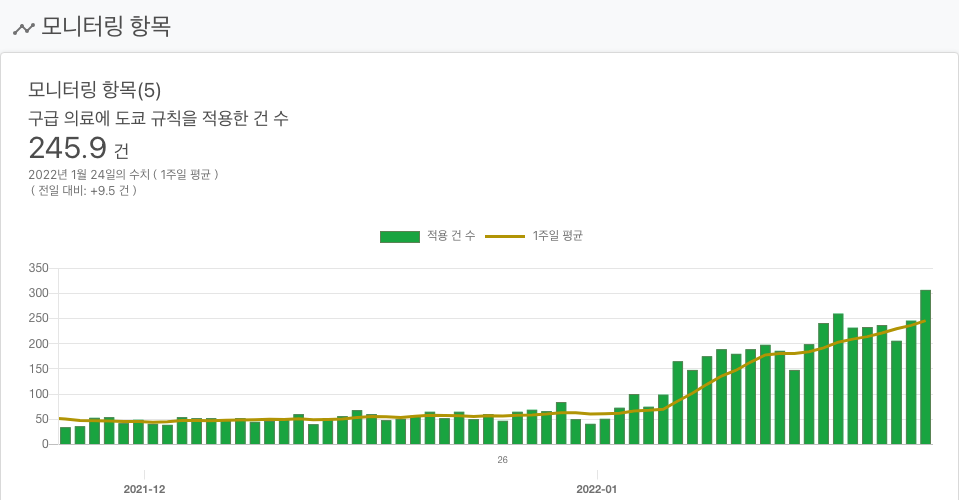 모니터링 항목
모니터링 항목(5)
구급 의료에 도쿄 규칙을 적용한 건 수
245.9 건
2022년 1월 24일의 수치 ( 1주일 평균 )
( 전일 대비: +9.5 건 )
적용 건 수 1주일 평균
350
300
250
200
150
100
50
0
26
2021-12 2022-01